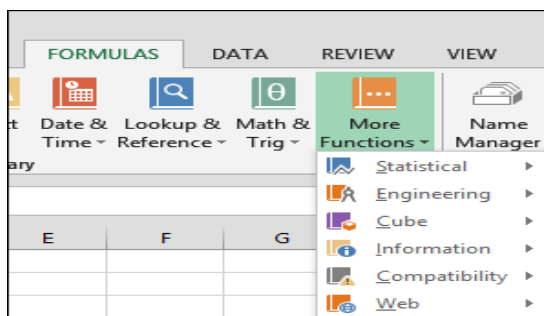 FORMULAS DATA REVIEW VIEW
Date & Lookup & Math & More Name
Time Reference Trig Functions Manager
Statistical
Engineering
E F G
Cube
Information
Compatibility
Web